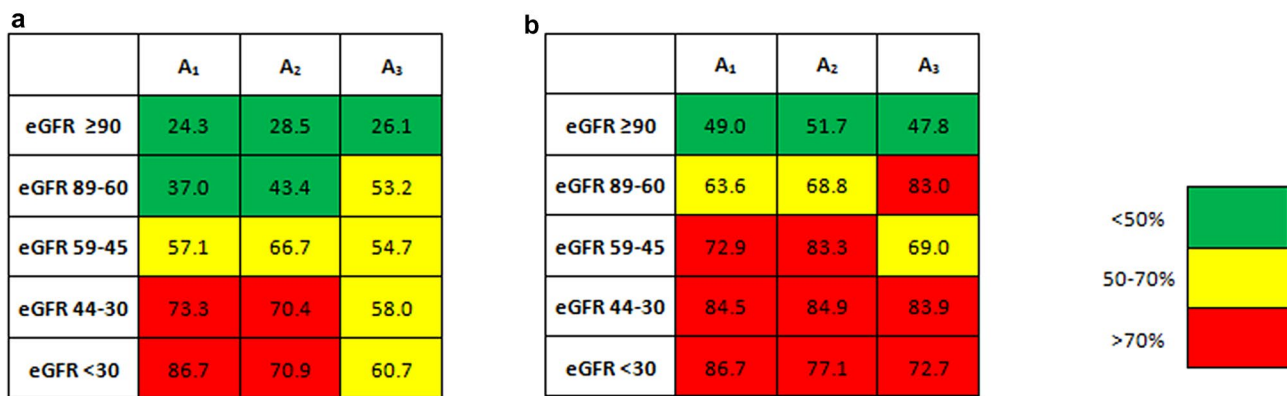 a
A₁ A₂ A₃
eGFR ≥90 24.3 28.5 26.1
eGFR 89-60 37.0 43.4 53.2
eGFR 59-45 57.1 66.7 54.7
eGFR 44-30 73.3 70.4 58.0
eGFR <30 86.7 70.9 60.7
b
A₁ A₂ A₃
eGFR ≥90 49.0 51.7 47.8
eGFR 89-60 63.6 68.8 83.0
eGFR 59-45 72.9 83.3 69.0
eGFR 44-30 84.5 84.9 83.9
eGFR <30 86.7 77.1 72.7
<50%
50-70%
>70%